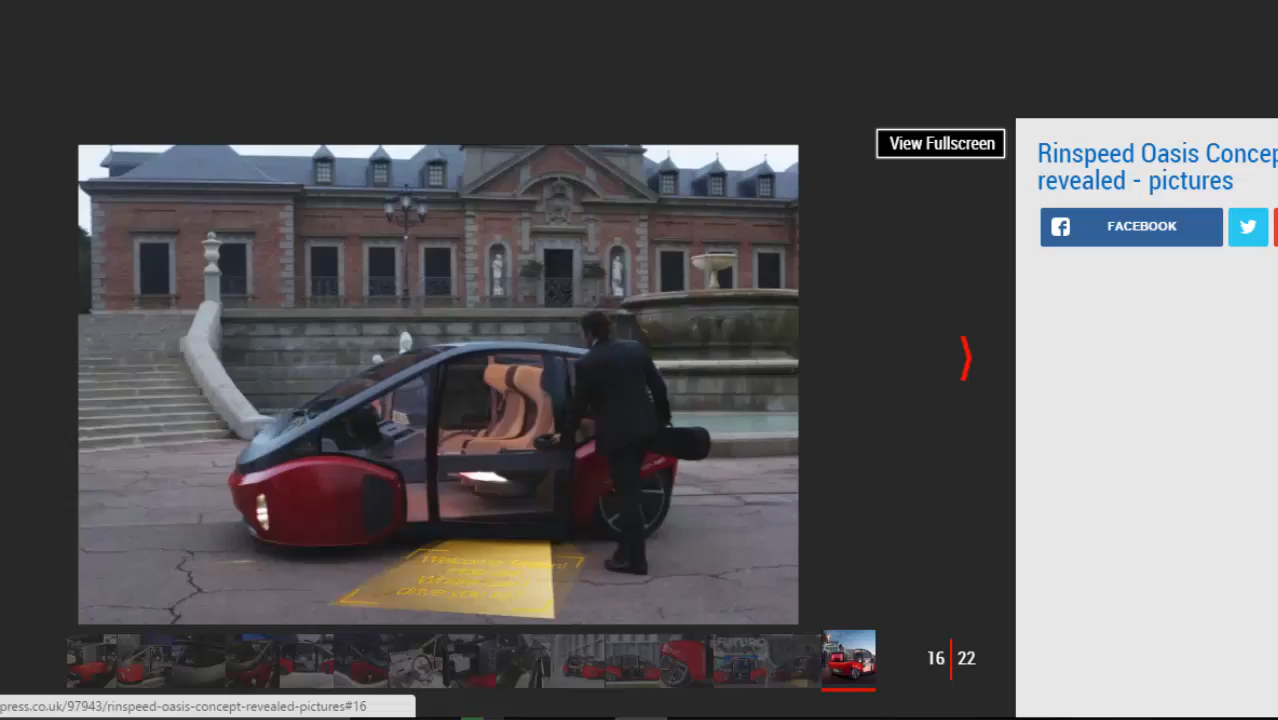 View Fullscreen
Rinspeed Oasis Concep
revealed - pictures
FACEBOOK
16 22
press.co.uk/97943/rinspeed-oasis-concept-revealed-pictures#16